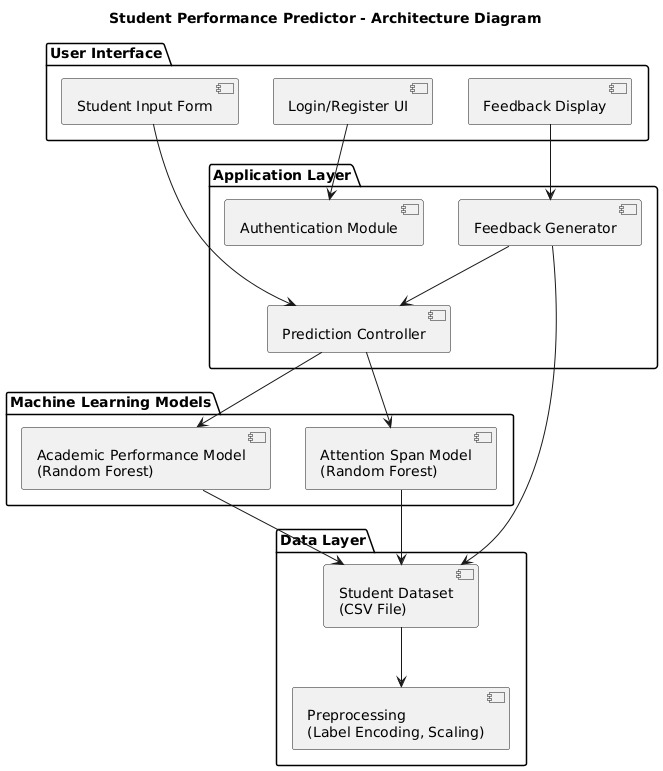 Student Performance Predictor - Architecture Diagram
User Interface
Student Input Form
Login/Register UI
Feedback Display
Application Layer
Authentication Module
Feedback Generator
Prediction Controller
Machine Learning Models
Academic Performance Model
(Random Forest)
Attention Span Model
(Random Forest)
Data Layer
Student Dataset
(CSV File)
Preprocessing
(Label Encoding, Scaling)